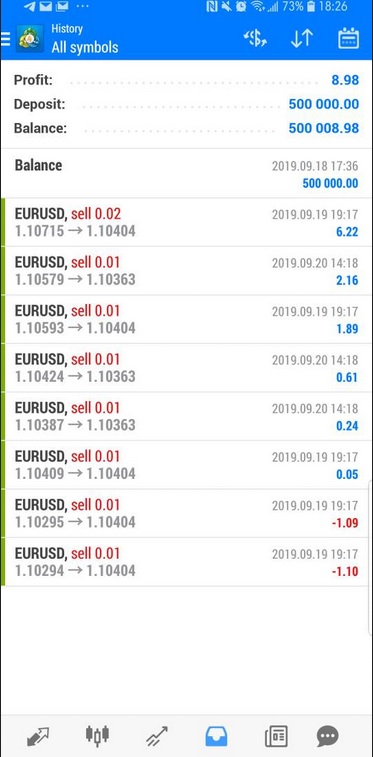 73% 18:26
History
All symbols
Profit: 8.98
Deposit: 500 000.00
Balance: 500 008.98
Balance 2019.09.18 17:36
500 000.00
EURUSD, sell 0.02 2019.09.19 19:17
1.10715 → 1.10404 6.22
EURUSD, sell 0.01 2019.09.20 14:18
1.10579 → 1.10363 2.16
EURUSD, sell 0.01 2019.09.19 19:17
1.10593 → 1.10404 1.89
EURUSD, sell 0.01 2019.09.20 14:18
1.10424 → 1.10363 0.61
EURUSD, sell 0.01 2019.09.20 14:18
1.10387 → 1.10363 0.24
EURUSD, sell 0.01 2019.09.19 19:17
1.10409 → 1.10404 0.05
EURUSD, sell 0.01 2019.09.19 19:17
1.10295 → 1.10404 -1.09
EURUSD, sell 0.01 2019.09.19 19:17
1.10294 → 1.10404 -1.10